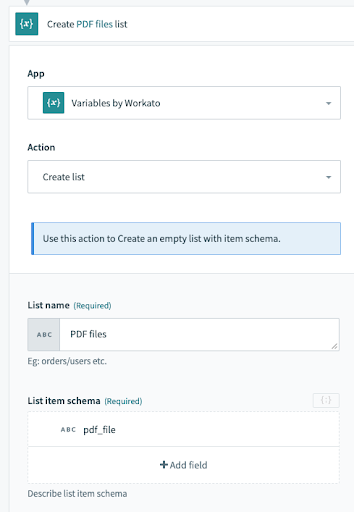 {x} Create PDF files list
App
{x} Variables by Workato
Action
Create list
Use this action to Create an empty list with item schema.
List name (Required)
ABC PDF files
Eg: orders/users etc.
List item schema (Required) {:}
ABC pdf_file
+ Add field
Describe list item schema